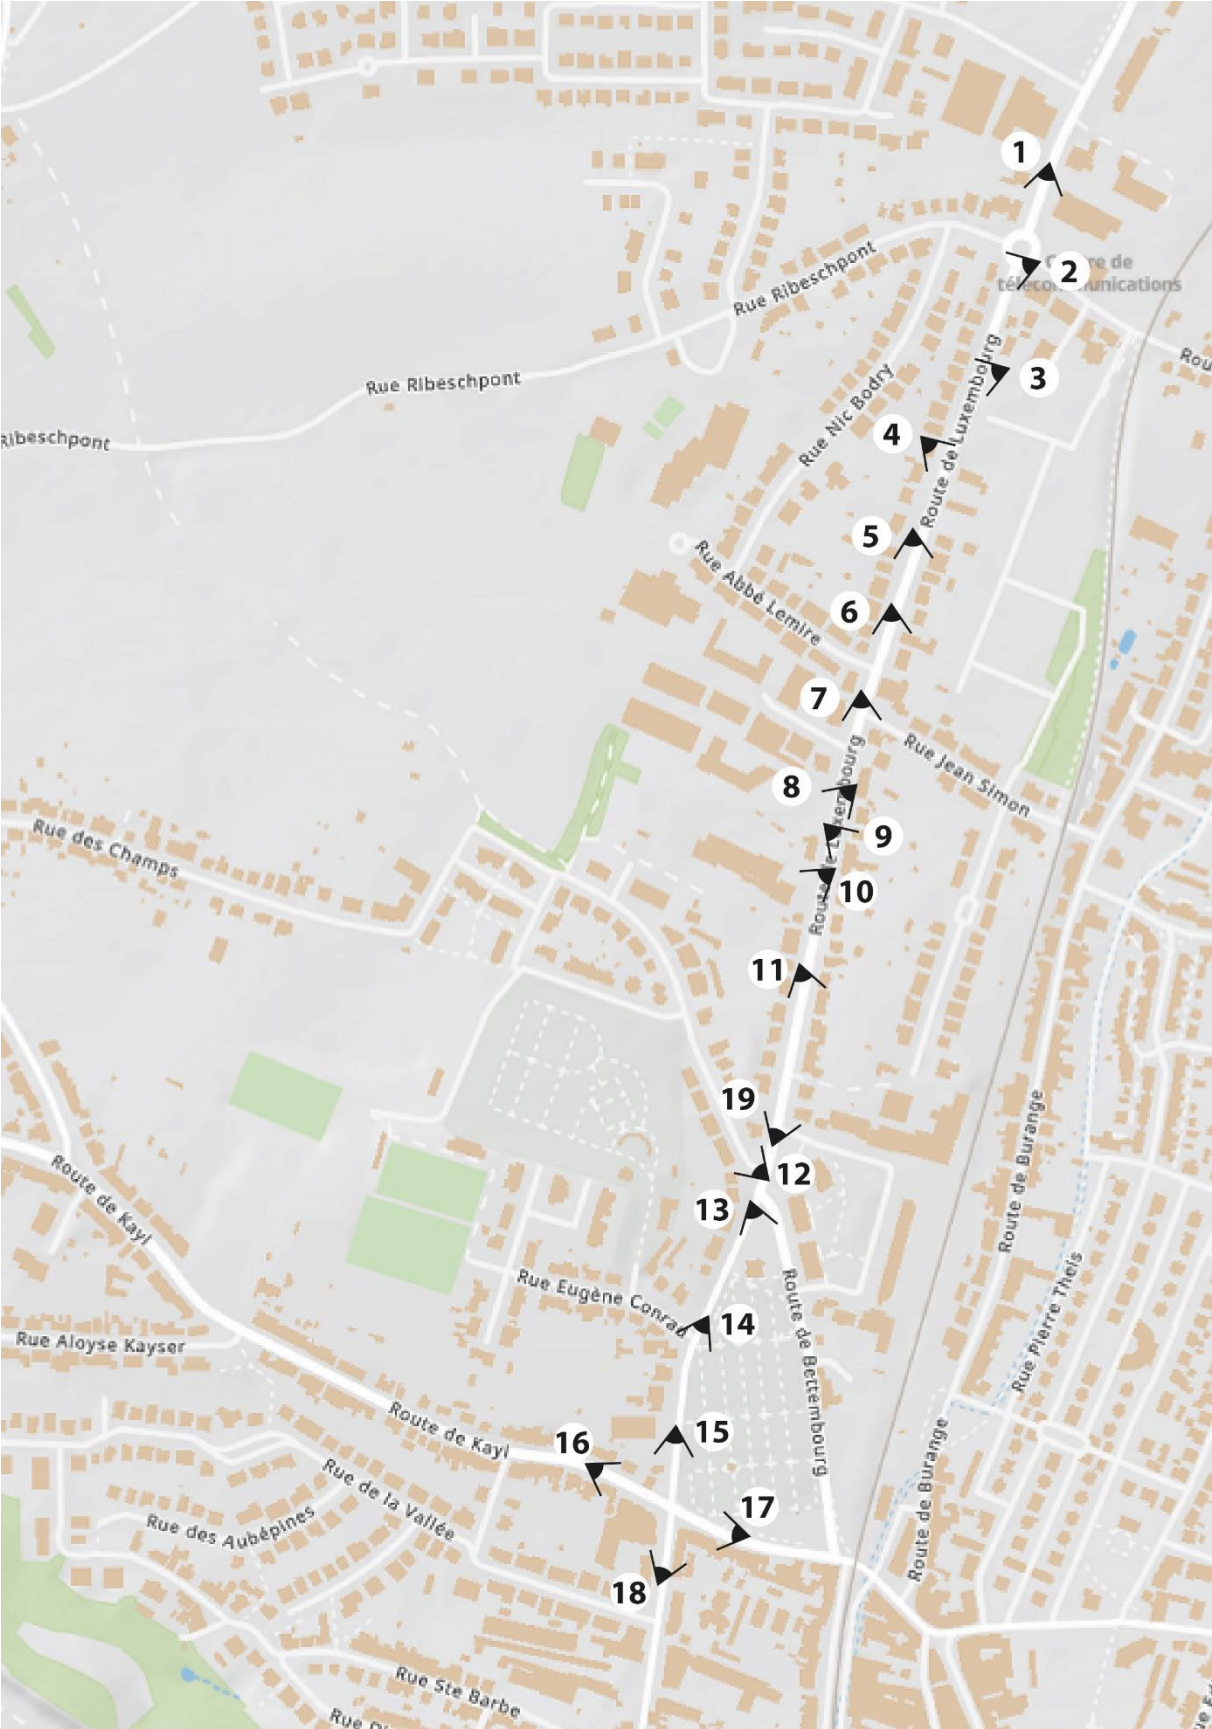 1
Centre de
2
télécommunications
Rue Ribeschpont
Rou
3
Rue Ribeschpont
Ribeschpont
Rue Nic Bodry
4
Route de Luxembourg
5
Rue Abbé Lemire
6
7
Rue Jean Simon
8
Route de Luxembourg
9
10
Rue des Champs
11
19
12
13
Route de Kayl
Route de Burange
Rue Eugène Conrad
14
Route de Bettembourg
Rue Pierre Theis
Rue Aloyse Kayser
Route de Kayl
15
16
Rue de la Vallée
Rue des Aubépines
17
Route de Burange
18
Rue Ste Barbe